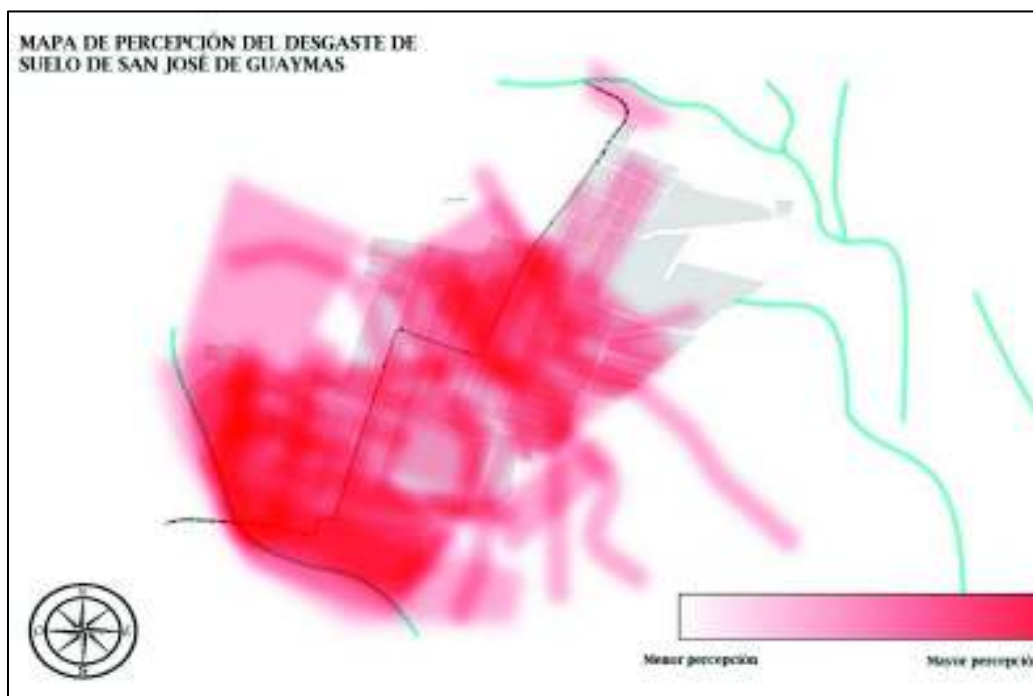 MAPA DE PERCEPCIÓN DEL DESGASTE DE
SUELO DE SAN JOSÉ DE GUAYMAS
N
O E
S
Menor percepción Mayor percepción